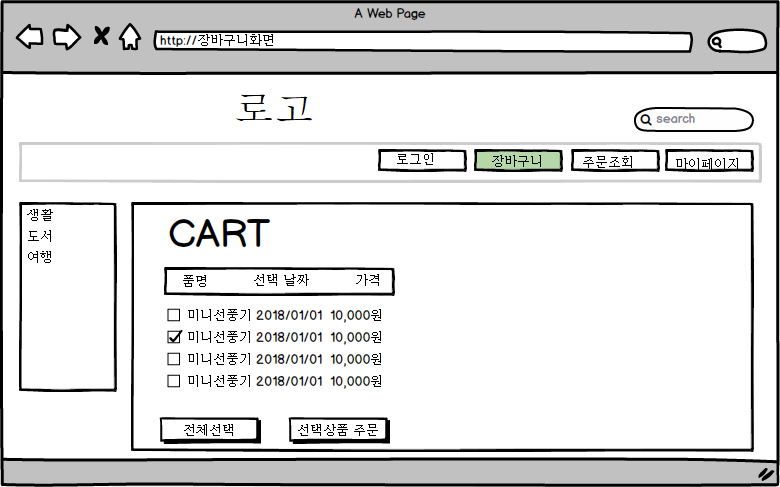 A Web Page
http://장바구니화면
로고
search
로그인 장바구니 주문조회 마이페이지
생활
도서
여행
CART
품명 선택 날짜 가격
미니선풍기 2018/01/01 10,000원
미니선풍기 2018/01/01 10,000원
미니선풍기 2018/01/01 10,000원
미니선풍기 2018/01/01 10,000원
전체선택 선택상품 주문